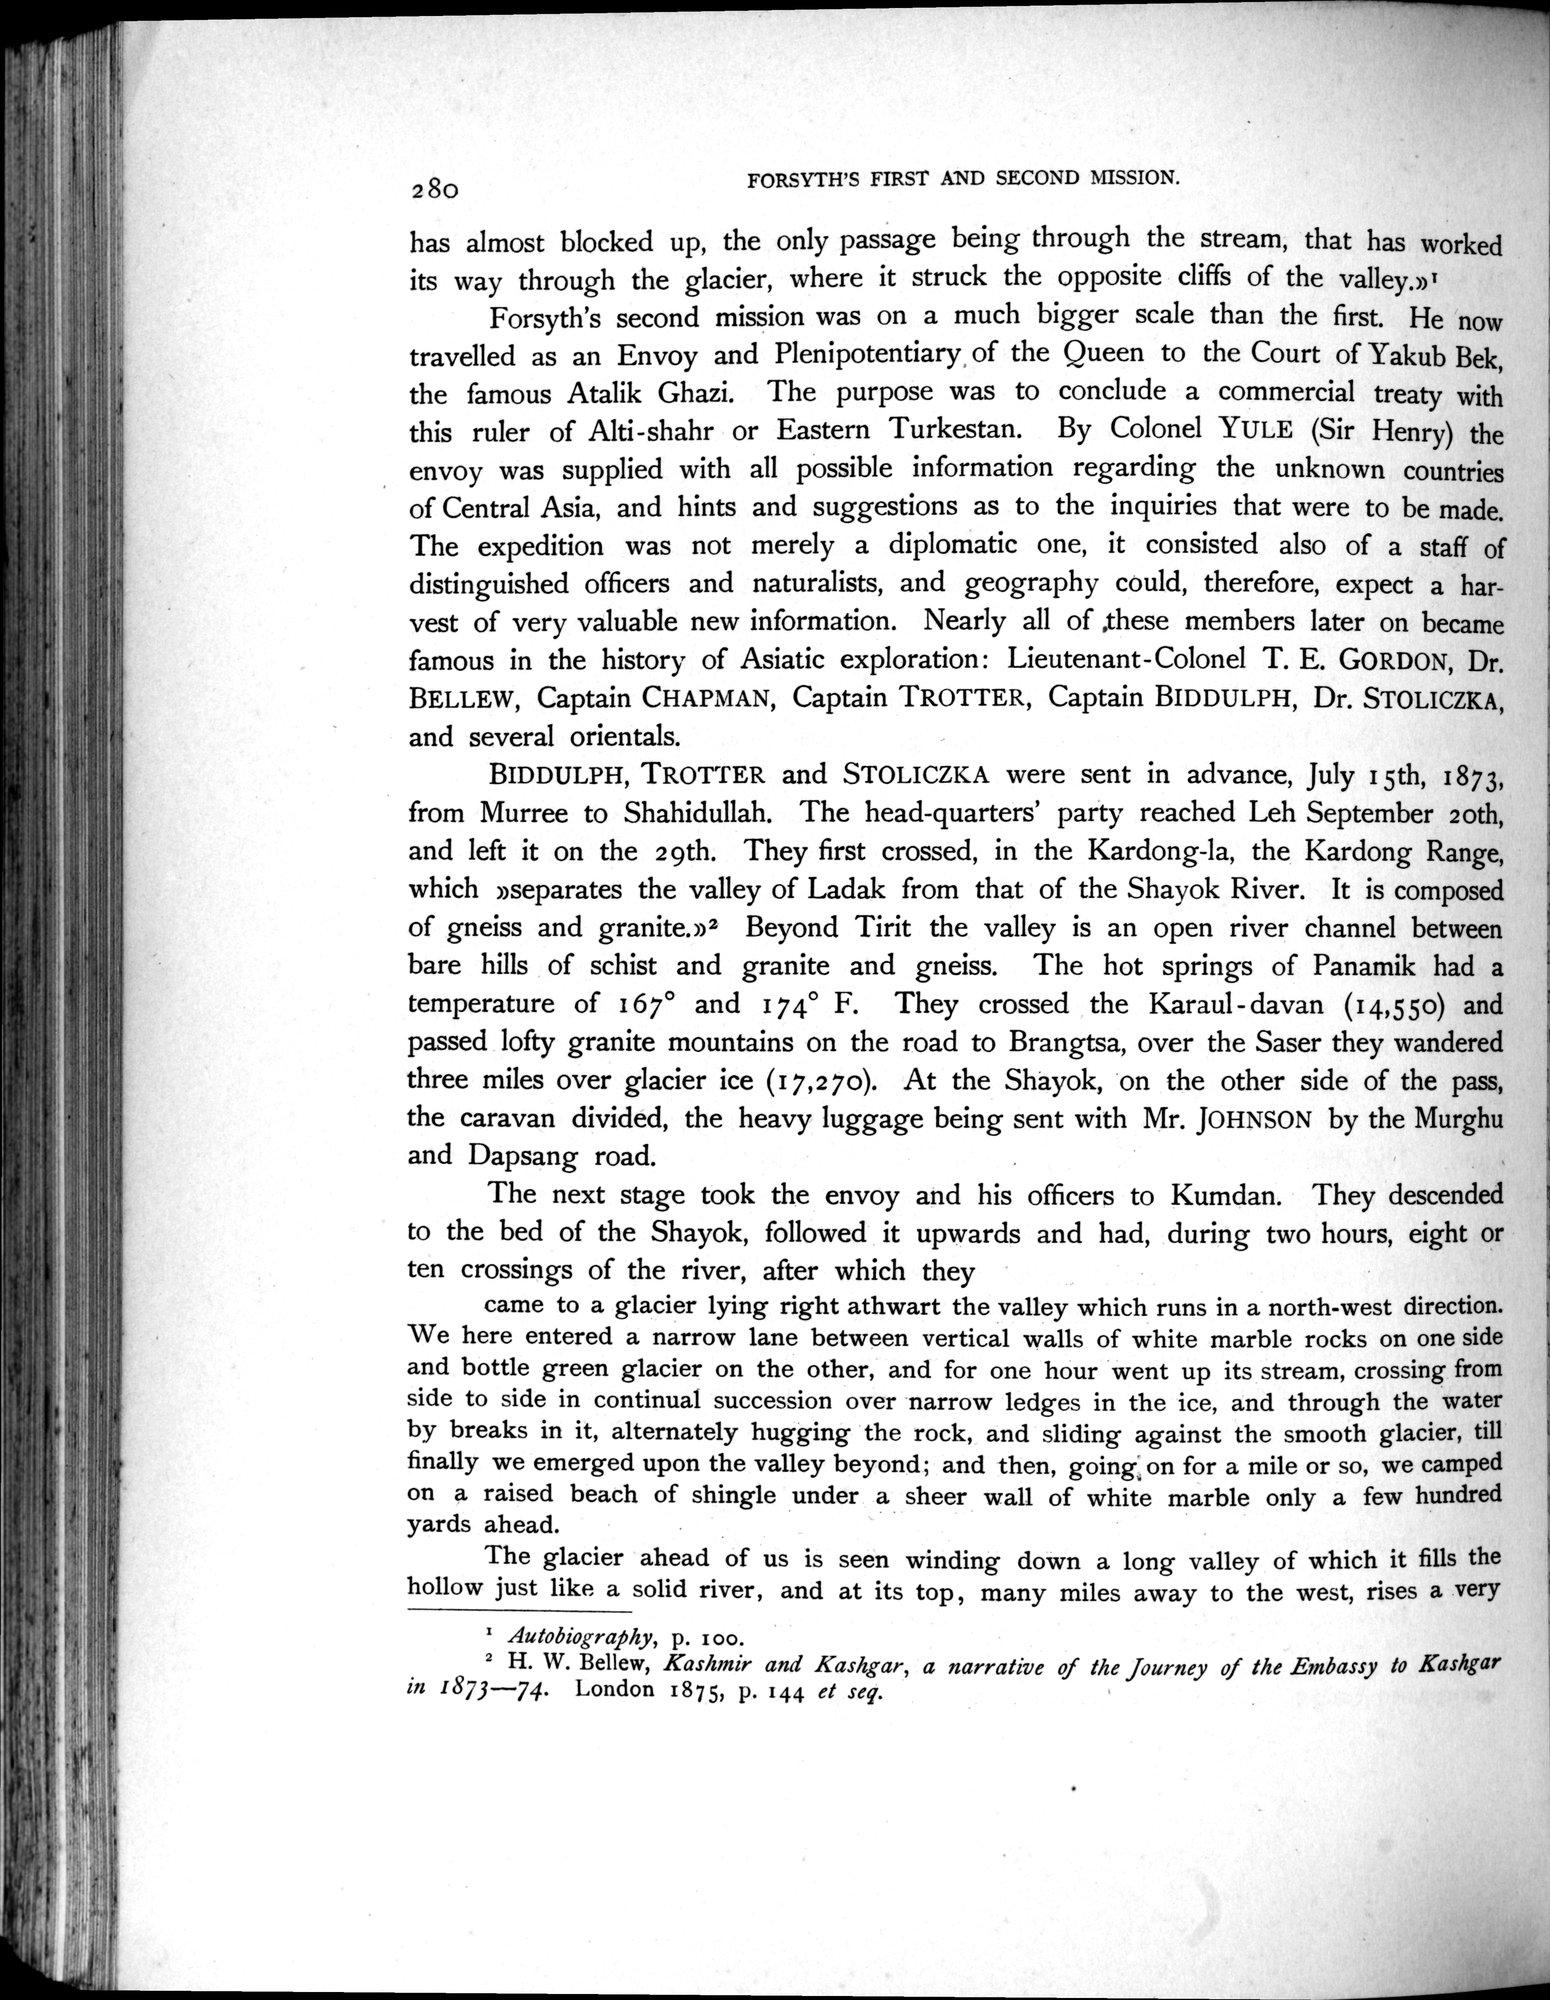 280
FORSYTH'S FIRST AND SECOND MISSION.
has almost blocked up, the only passage being through the stream, that has worked
its way through the glacier, where it struck the opposite cliffs of the valley.»¹
Forsyth's second mission was on a much bigger scale than the first. He now
travelled as an Envoy and Plenipotentiary of the Queen to the Court of Yakub Bek,
the famous Atalik Ghazi. The purpose was to conclude a commercial treaty with
this ruler of Alti-shahr or Eastern Turkestan. By Colonel YULE (Sir Henry) the
envoy was supplied with all possible information regarding the unknown countries
of Central Asia, and hints and suggestions as to the inquiries that were to be made.
The expedition was not merely a diplomatic one, it consisted also of a staff of
distinguished officers and naturalists, and geography could, therefore, expect a har-
vest of very valuable new information. Nearly all of these members later on became
famous in the history of Asiatic exploration: Lieutenant-Colonel T. E. GORDON, Dr.
BELLEW, Captain CHAPMAN, Captain TROTTER, Captain BIDDULPH, Dr. STOLICZKA,
and several orientals.
BIDDULPH, TROTTER and STOLICZKA were sent in advance, July 15th, 1873,
from Murree to Shahidullah. The head-quarters' party reached Leh September 20th,
and left it on the 29th. They first crossed, in the Kardong-la, the Kardong Range,
which »separates the valley of Ladak from that of the Shayok River. It is composed
of gneiss and granite.»² Beyond Tirit the valley is an open river channel between
bare hills of schist and granite and gneiss. The hot springs of Panamik had a
temperature of 167° and 174° F. They crossed the Karaul-davan (14,550) and
passed lofty granite mountains on the road to Brangtsa, over the Saser they wandered
three miles over glacier ice (17,270). At the Shayok, on the other side of the pass,
the caravan divided, the heavy luggage being sent with Mr. JOHNSON by the Murghu
and Dapsang road.
The next stage took the envoy and his officers to Kumdan. They descended
to the bed of the Shayok, followed it upwards and had, during two hours, eight or
ten crossings of the river, after which they
came to a glacier lying right athwart the valley which runs in a north-west direction.
We here entered a narrow lane between vertical walls of white marble rocks on one side
and bottle green glacier on the other, and for one hour went up its stream, crossing from
side to side in continual succession over narrow ledges in the ice, and through the water
by breaks in it, alternately hugging the rock, and sliding against the smooth glacier, till
finally we emerged upon the valley beyond; and then, going on for a mile or so, we camped
on a raised beach of shingle under a sheer wall of white marble only a few hundred
yards ahead.
The glacier ahead of us is seen winding down a long valley of which it fills the
hollow just like a solid river, and at its top, many miles away to the west, rises a very
¹ Autobiography, p. 100.
² H. W. Bellew, Kashmir and Kashgar, a narrative of the Journey of the Embassy to Kashgar
in 1873—74. London 1875, p. 144 et seq.